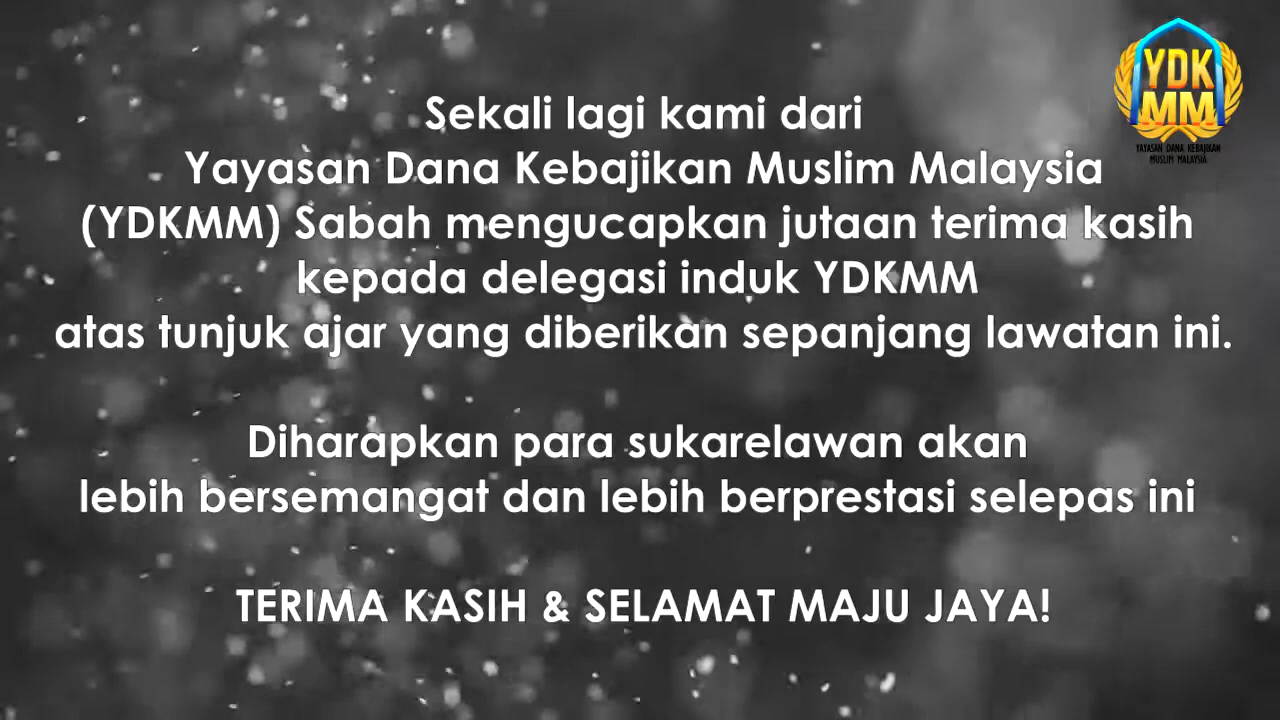 YDK
MM
YAYASAN DANA KEBAJIKAN
MUSLIM MALAYSIA
Sekali lagi kami dari
Yayasan Dana Kebajikan Muslim Malaysia
(YDKMM) Sabah mengucapkan jutaan terima kasih
kepada delegasi induk YDKMM
atas tunjuk ajar yang diberikan sepanjang lawatan ini.
Diharapkan para sukarelawan akan
lebih bersemangat dan lebih berprestasi selepas ini
TERIMA KASIH & SELAMAT MAJU JAYA!